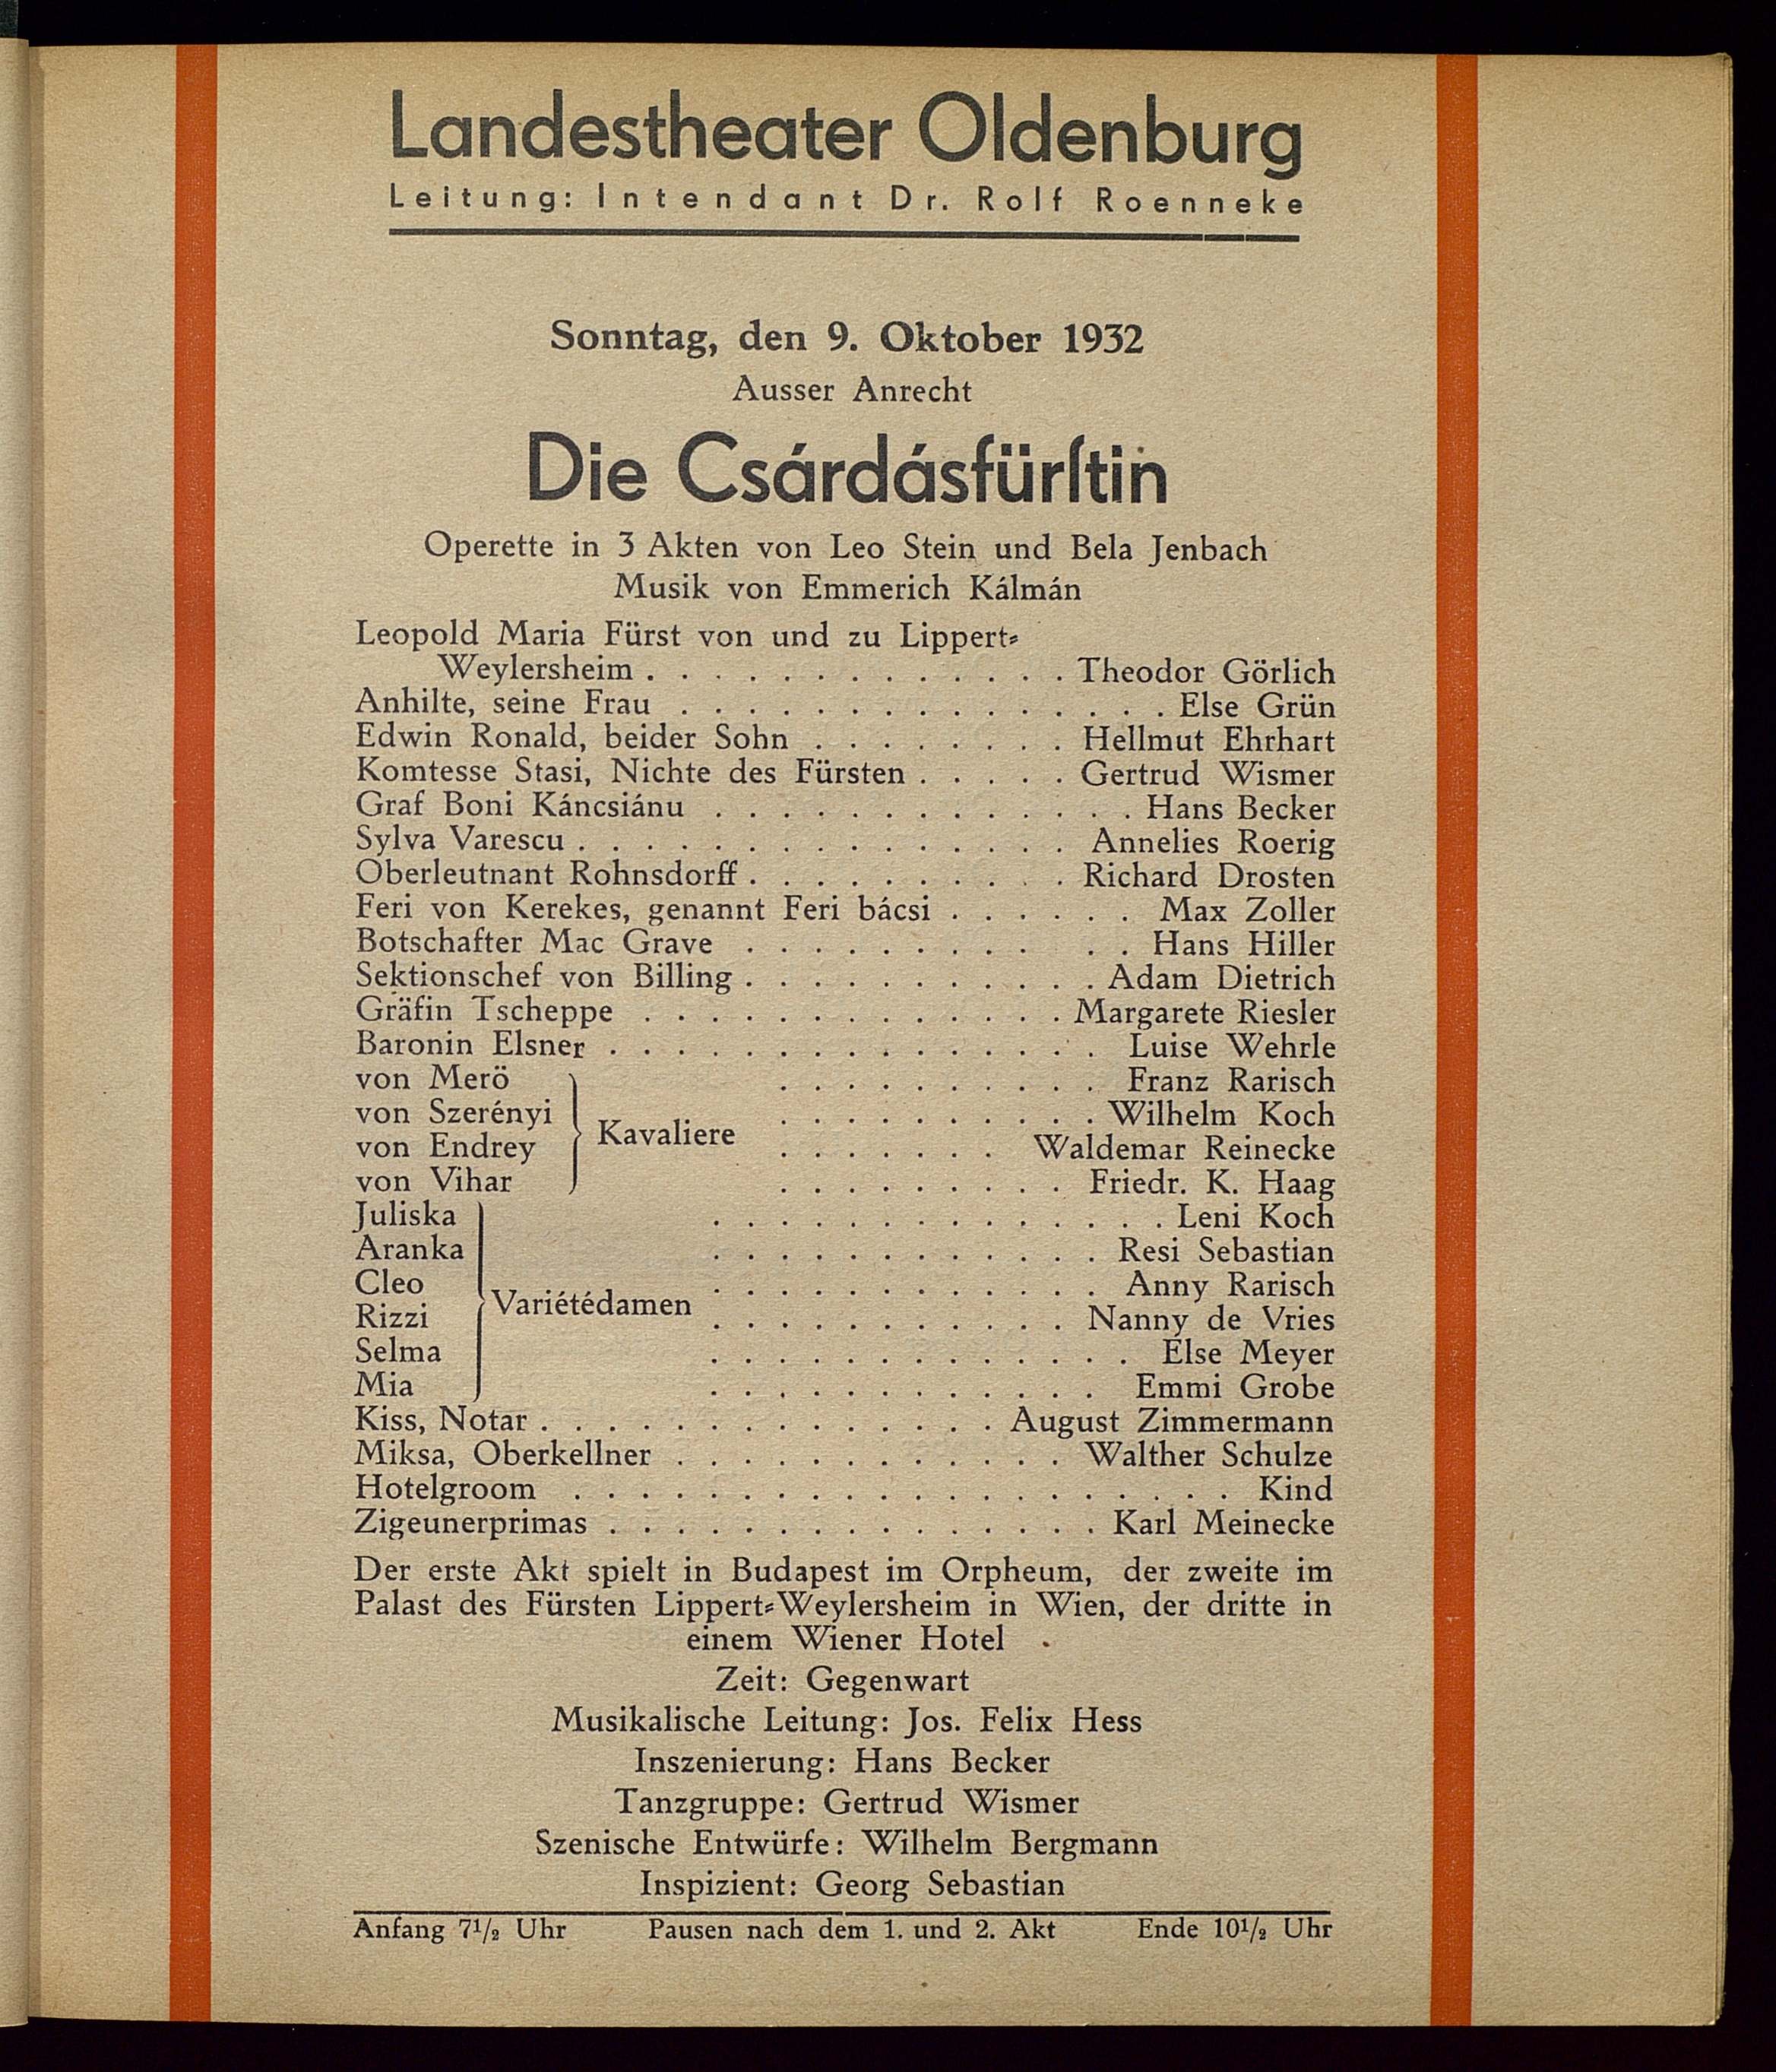 Landestheater Oldenburg
Leitung: Intendant Dr. Rolf Roenneke
Sonntag, den 9. Oktober 1932
Ausser Anrecht
Die Csárdásfürſtin
Operette in 3 Akten von Leo Stein und Bela Jenbach
Musik von Emmerich Kálmán
Leopold Maria Fürst von und zu Lippert-
Weylersheim . . . . . . . . . . . . . Theodor Görlich
Anhilte, seine Frau . . . . . . . . . . . . . . . Else Grün
Edwin Ronald, beider Sohn . . . . . . . . Hellmut Ehrhart
Komtesse Stasi, Nichte des Fürsten . . . . . Gertrud Wismer
Graf Boni Káncsiánu . . . . . . . . . . . . . Hans Becker
Sylva Varescu . . . . . . . . . . . . . . . Annelies Roerig
Oberleutnant Rohnsdorff . . . . . . . . . . Richard Drosten
Feri von Kerekes, genannt Feri bácsi . . . . . . Max Zoller
Botschafter Mac Grave . . . . . . . . . . . Hans Hiller
Sektionschef von Billing . . . . . . . . . . . Adam Dietrich
Gräfin Tscheppe . . . . . . . . . . . . . Margarete Riesler
Baronin Elsner . . . . . . . . . . . . . . . Luise Wehrle
von Merö . . . . . . . . . . Franz Rarisch
von Szerényi . . . . . . . . . . Wilhelm Koch
Kavaliere
von Endrey . . . . . . . Waldemar Reinecke
von Vihar . . . . . . . . . Friedr. K. Haag
Juliska . . . . . . . . . . . . . . Leni Koch
Aranka . . . . . . . . . . . . Resi Sebastian
Cleo . . . . . . . . . . . . Anny Rarisch
Variétédamen
Rizzi . . . . . . . . . . . Nanny de Vries
Selma . . . . . . . . . . . . . Else Meyer
Mia . . . . . . . . . . . . Emmi Grobe
Kiss, Notar . . . . . . . . . . . . . . August Zimmermann
Miksa, Oberkellner . . . . . . . . . . . . Walther Schulze
Hotelgroom . . . . . . . . . . . . . . . . . . . . Kind
Zigeunerprimas . . . . . . . . . . . . . . . Karl Meinecke
Der erste Akt spielt in Budapest im Orpheum, der zweite im
Palast des Fürsten Lippert-Weylersheim in Wien, der dritte in
einem Wiener Hotel
Zeit: Gegenwart
Musikalische Leitung: Jos. Felix Hess
Inszenierung: Hans Becker
Tanzgruppe: Gertrud Wismer
Szenische Entwürfe: Wilhelm Bergmann
Inspizient: Georg Sebastian
Anfang 7½ Uhr Pausen nach dem 1. und 2. Akt Ende 10½ Uhr